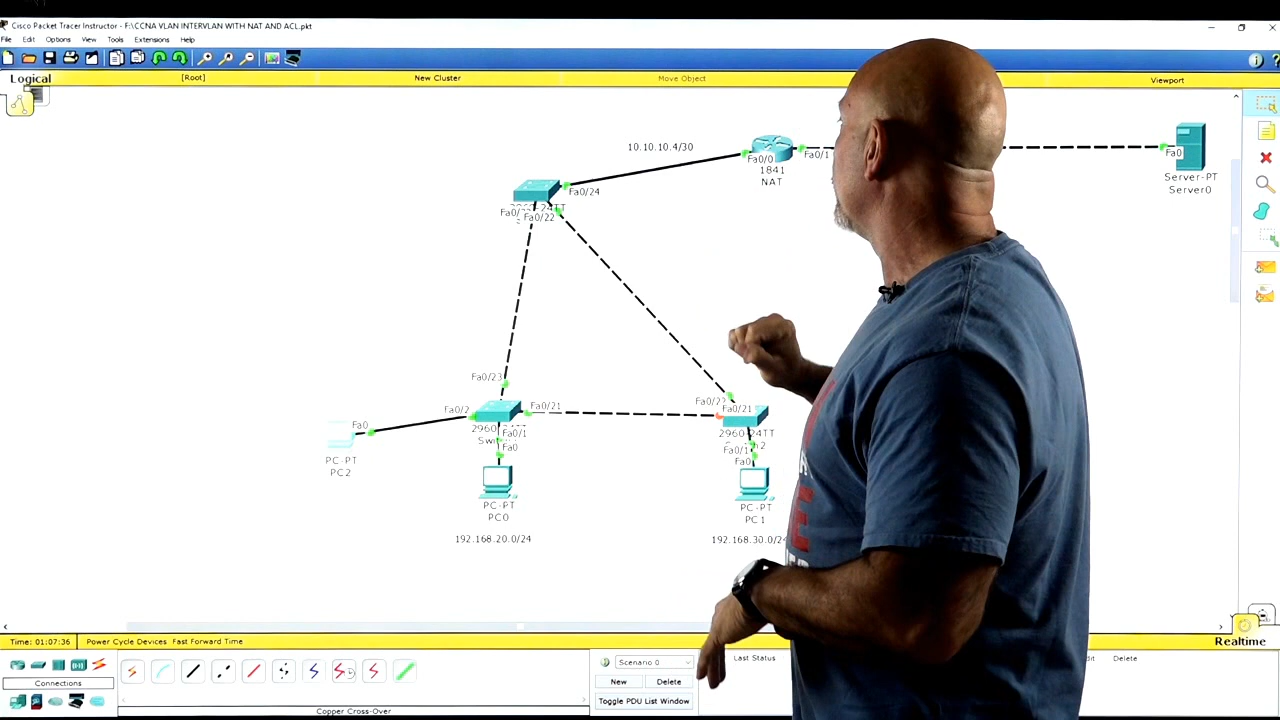 Cisco Packet Tracer Instructor - F:\CCNA VLAN INTERVLAN WITH NAT AND ACL.pkt
File Edit Options View Tools Extensions Help
Logical [Root] New Cluster Move Object Viewport
10.10.10.4/30
Fa0/0
Fa0/1
1841
NAT
Fa0
Server-PT
Server0
Fa0/24
Fa0/22
Fa0/23
Fa0/2
Fa0/21
Fa0/1
Fa0
Fa0
PC-PT
PC2
PC-PT
PC0
192.168.20.0/24
Fa0/21
2960-24TT
Fa0/1
Fa0
PC-PT
PC1
192.168.30.0/24
Time: 01:07:36 Power Cycle Devices Fast Forward Time Realtime
Connections
Copper Cross-Over
Scenario 0
New Delete
Toggle PDU List Window
Last Status
Delete